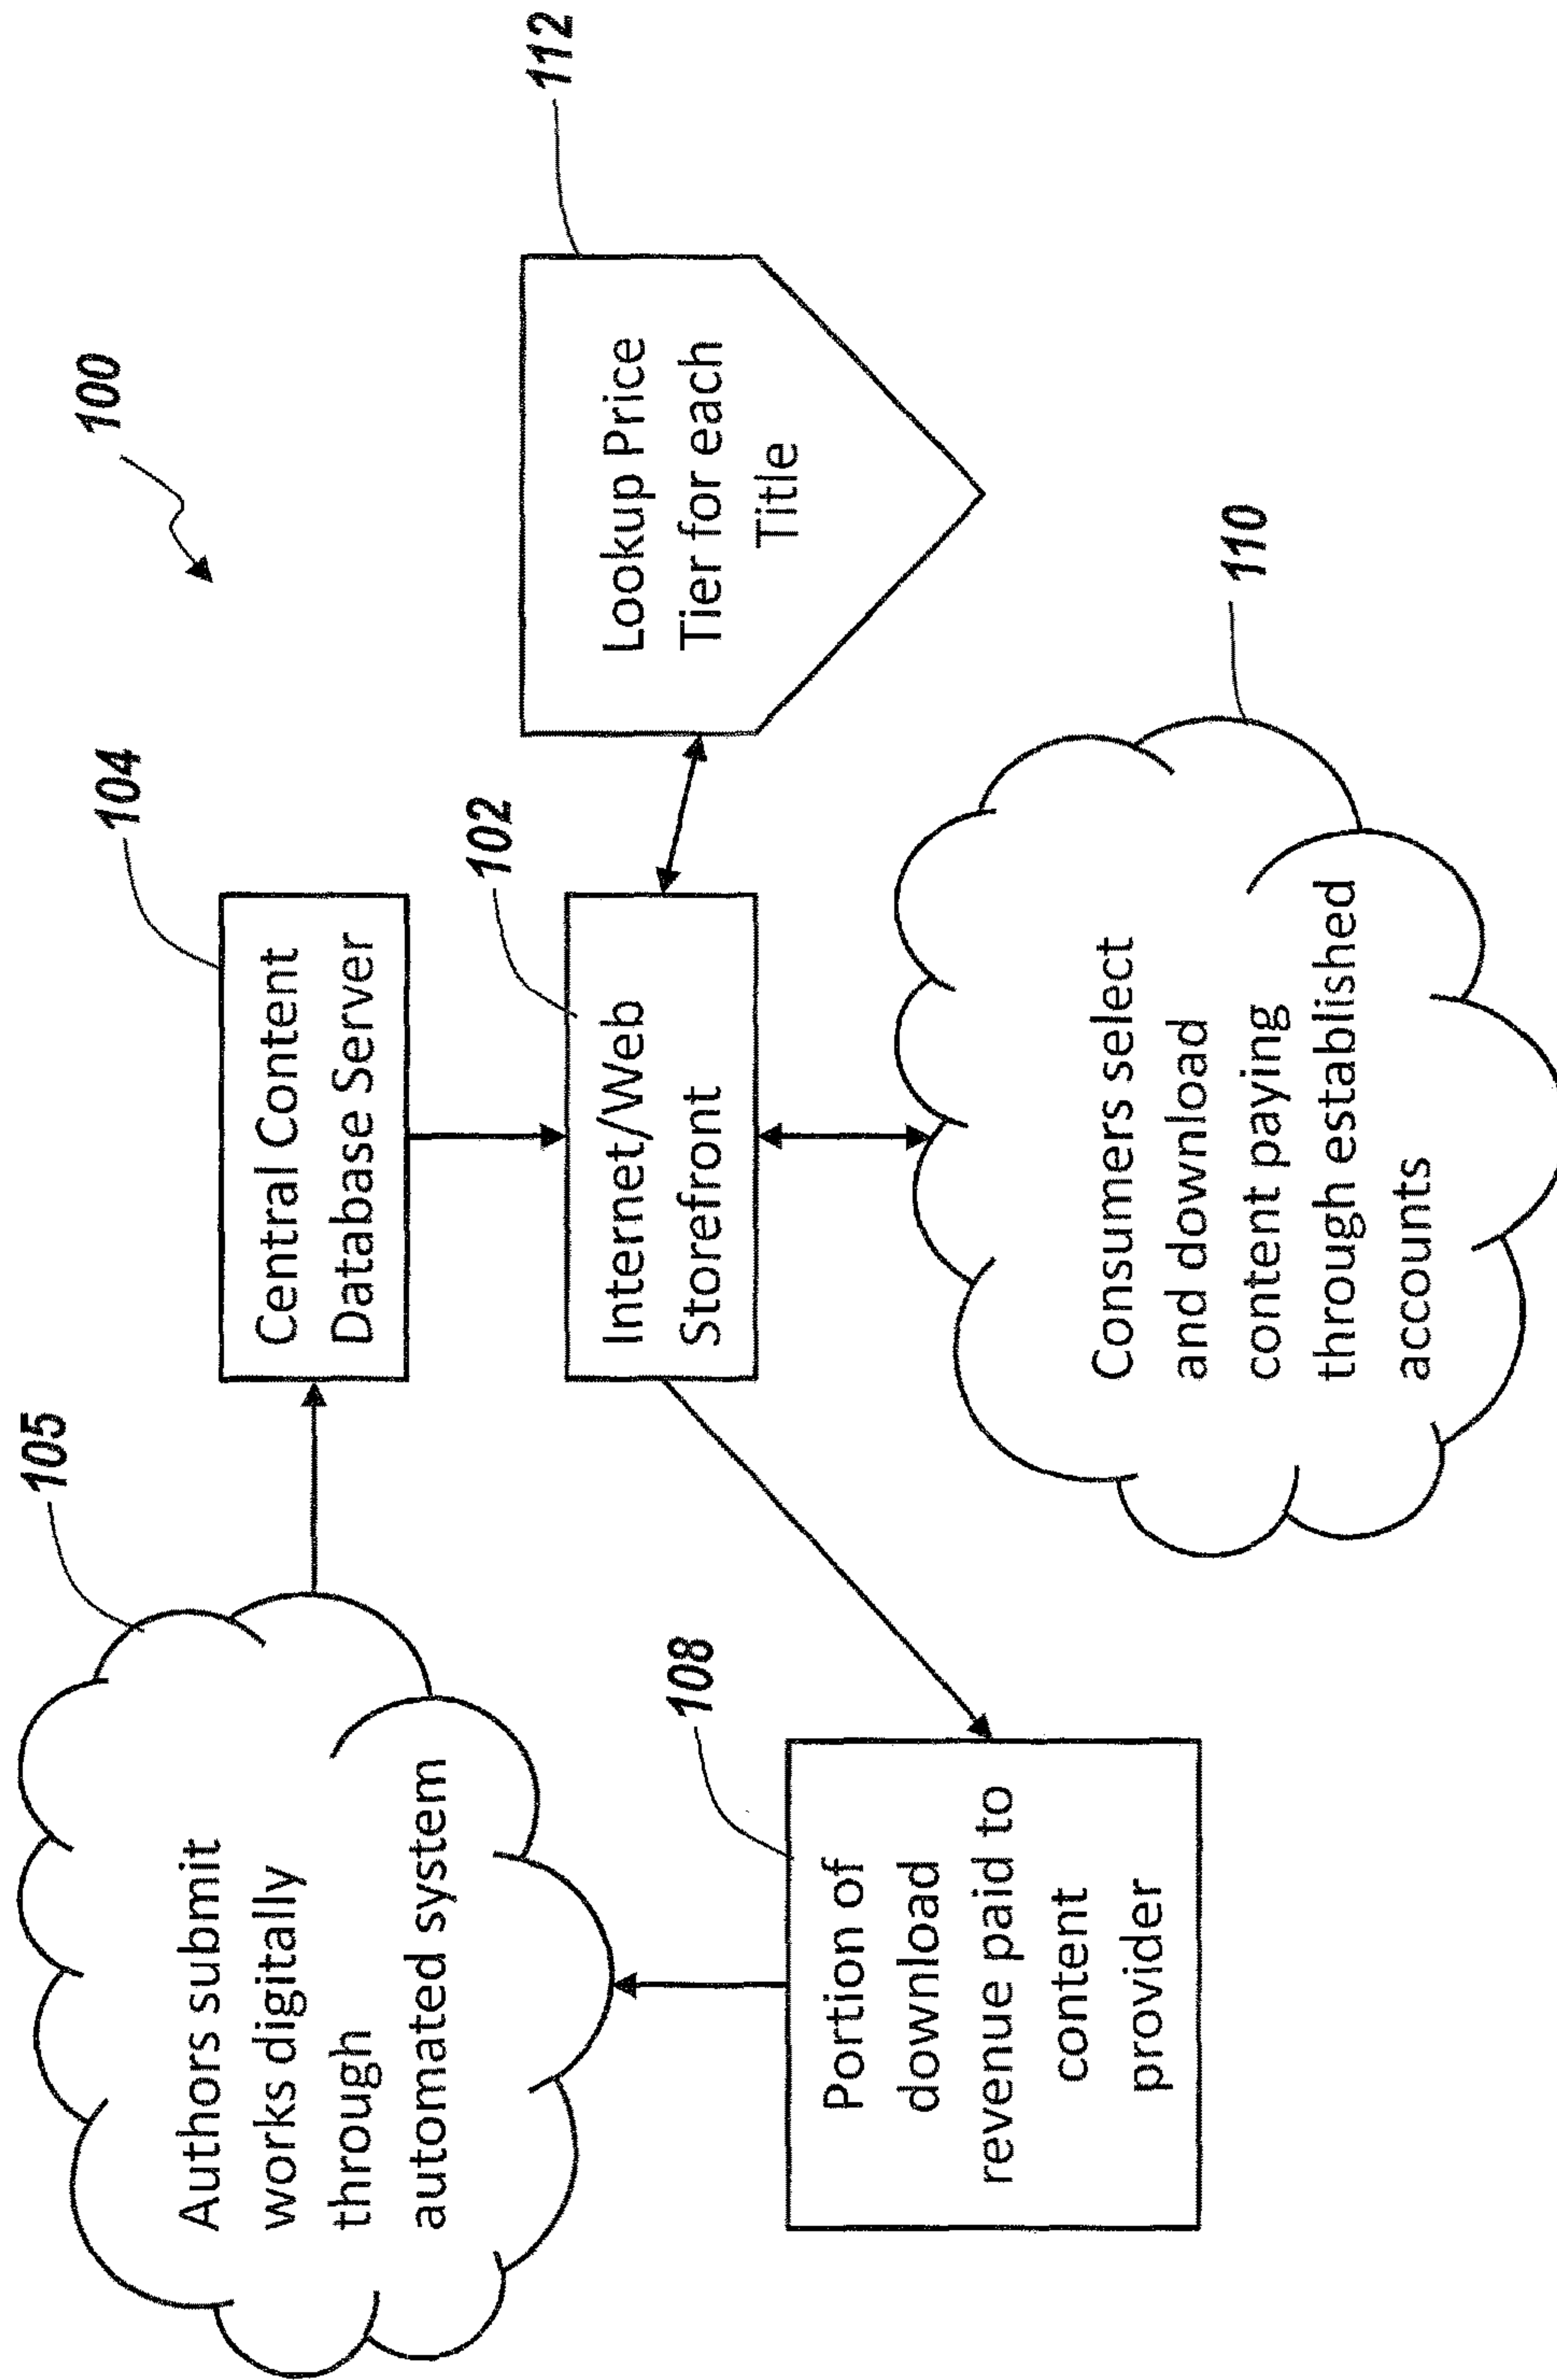 100
105
Authors submit
works digitally
through
automated system
104
Central Content
Database Server
102
Internet/Web
Storefront
112
Lookup Price
Tier for each
Title
108
Portion of
download
revenue paid to
content
provider
110
Consumers select
and download
content paying
through established
accounts